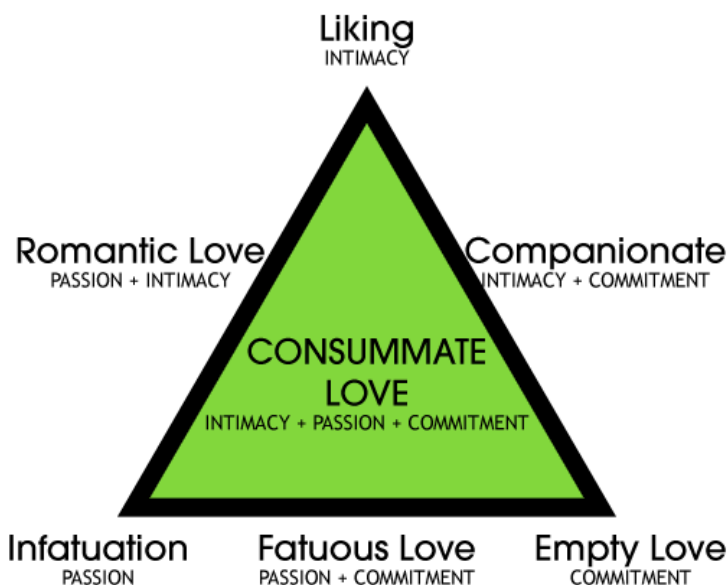 Liking
INTIMACY
Romantic Love
PASSION + INTIMACY
Companionate
INTIMACY + COMMITMENT
CONSUMMATE
LOVE
INTIMACY + PASSION + COMMITMENT
Infatuation
PASSION
Fatuous Love
PASSION + COMMITMENT
Empty Love
COMMITMENT